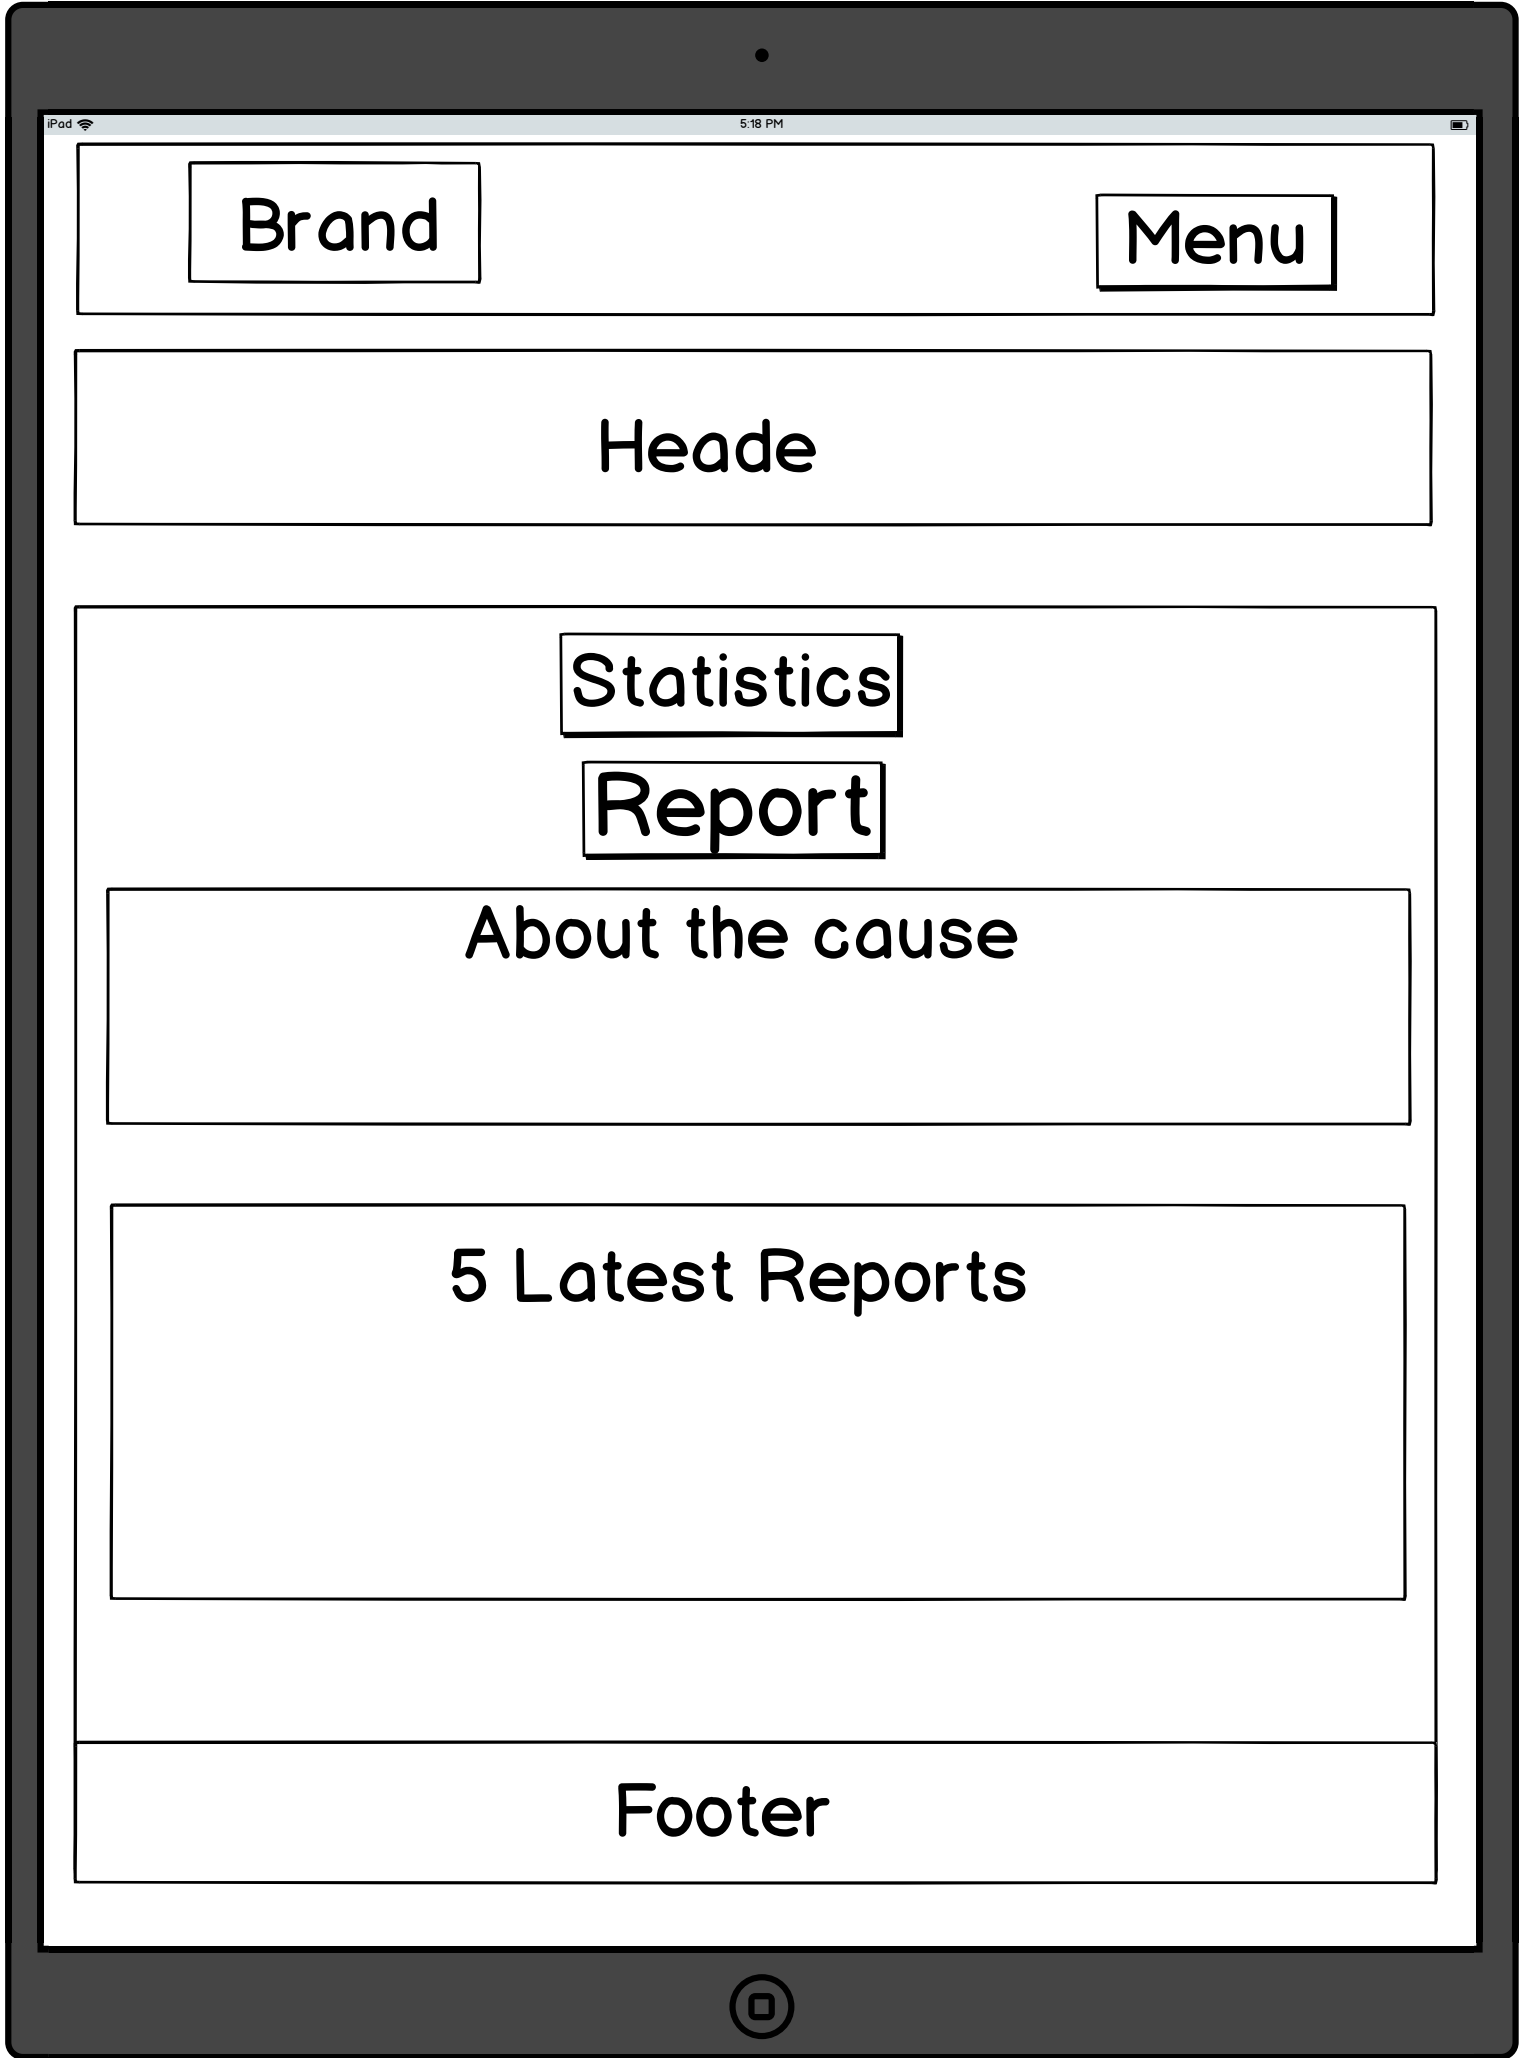 iPad 5:18 PM
Brand
Menu
Heade
Statistics
Report
About the cause
5 Latest Reports
Footer